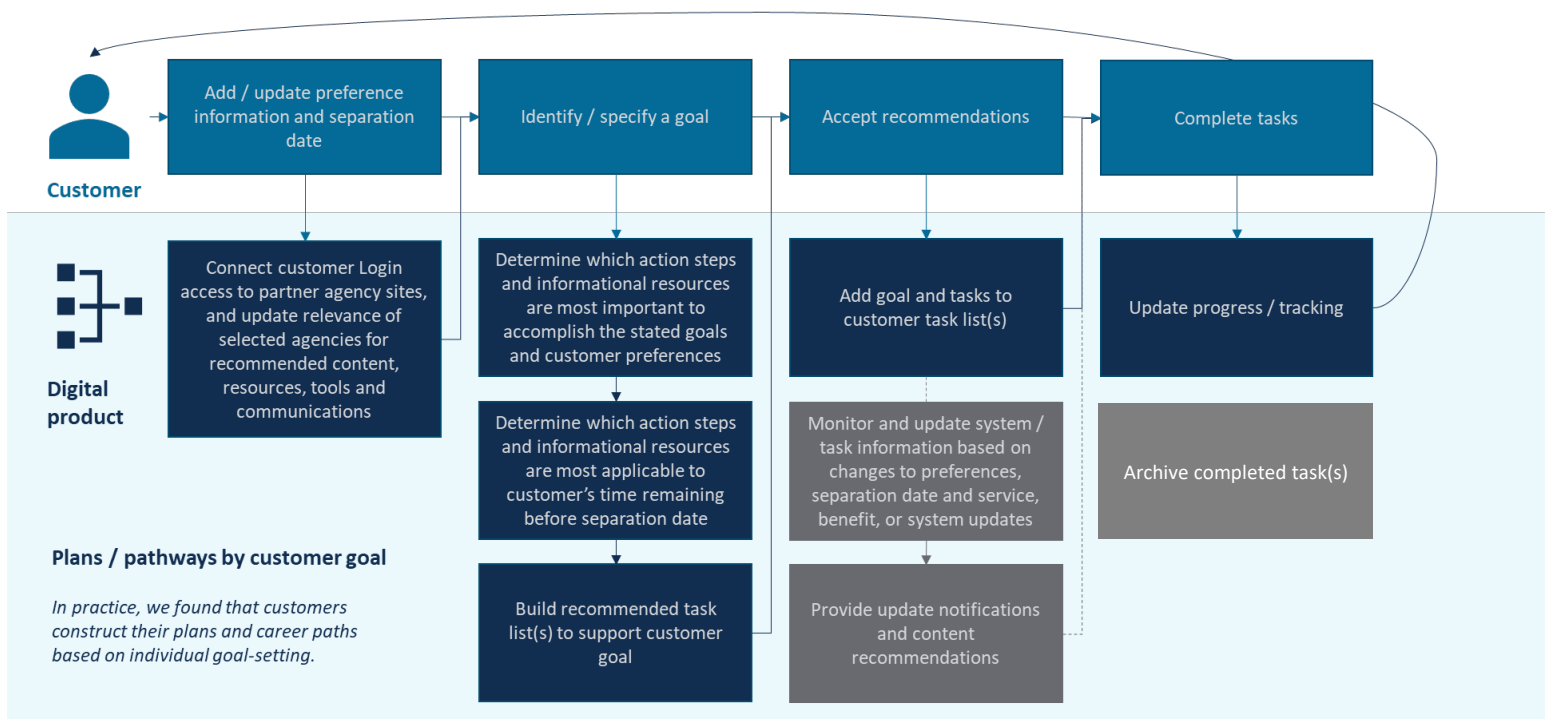 Add / update preference
information and separation
date
Identify / specify a goal
Accept recommendations
Complete tasks
Customer
Connect customer Login
access to partner agency sites,
and update relevance of
selected agencies for
recommended content,
resources, tools and
communications
Determine which action steps
and informational resources
are most important to
accomplish the stated goals
and customer preferences
Add goal and tasks to
customer task list(s)
Update progress / tracking
Digital
product
Determine which action steps
and informational resources
are most applicable to
customer’s time remaining
before separation date
Monitor and update system /
task information based on
changes to preferences,
separation date and service,
benefit, or system updates
Archive completed task(s)
Plans / pathways by customer goal
In practice, we found that customers
construct their plans and career paths
based on individual goal-setting.
Build recommended task
list(s) to support customer
goal
Provide update notifications
and content
recommendations